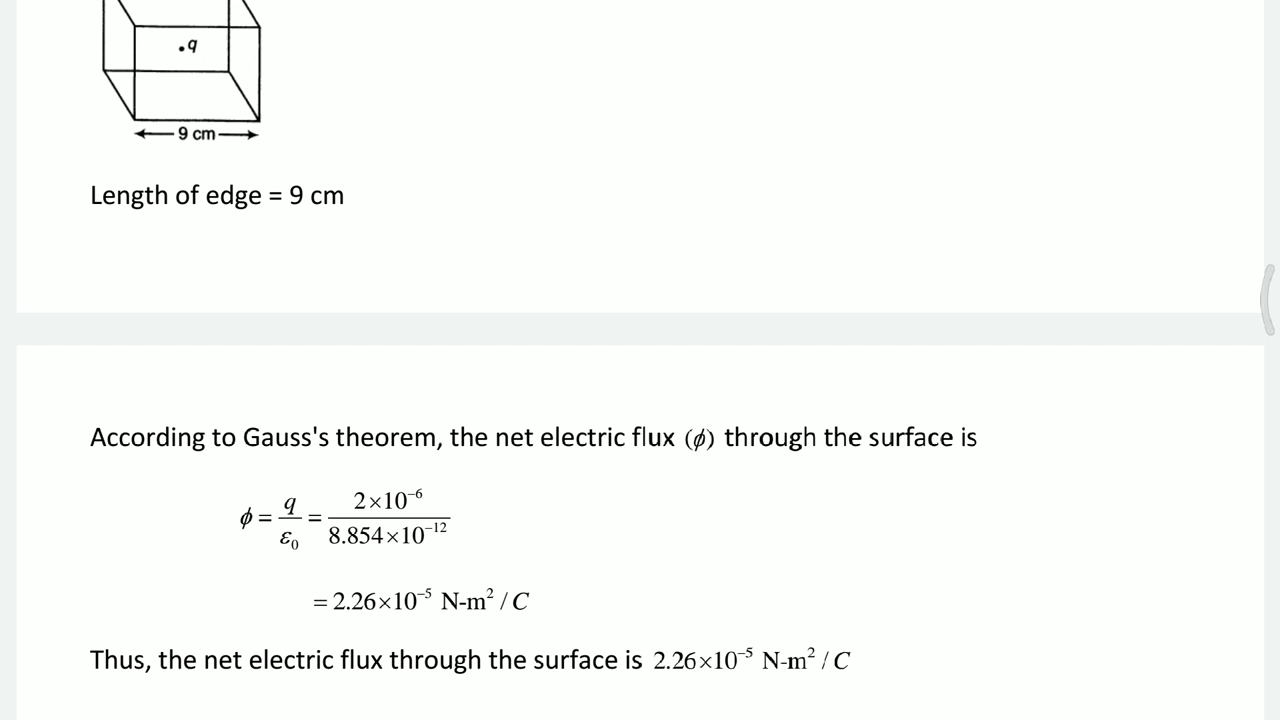 .q
9 cm
Length of edge = 9 cm
According to Gauss's theorem, the net electric flux (ϕ) through the surface is
ϕ = q/ε₀ = 2×10⁻⁶/8.854×10⁻¹²
= 2.26×10⁻⁵ N-m² / C
Thus, the net electric flux through the surface is 2.26×10⁻⁵ N-m² / C